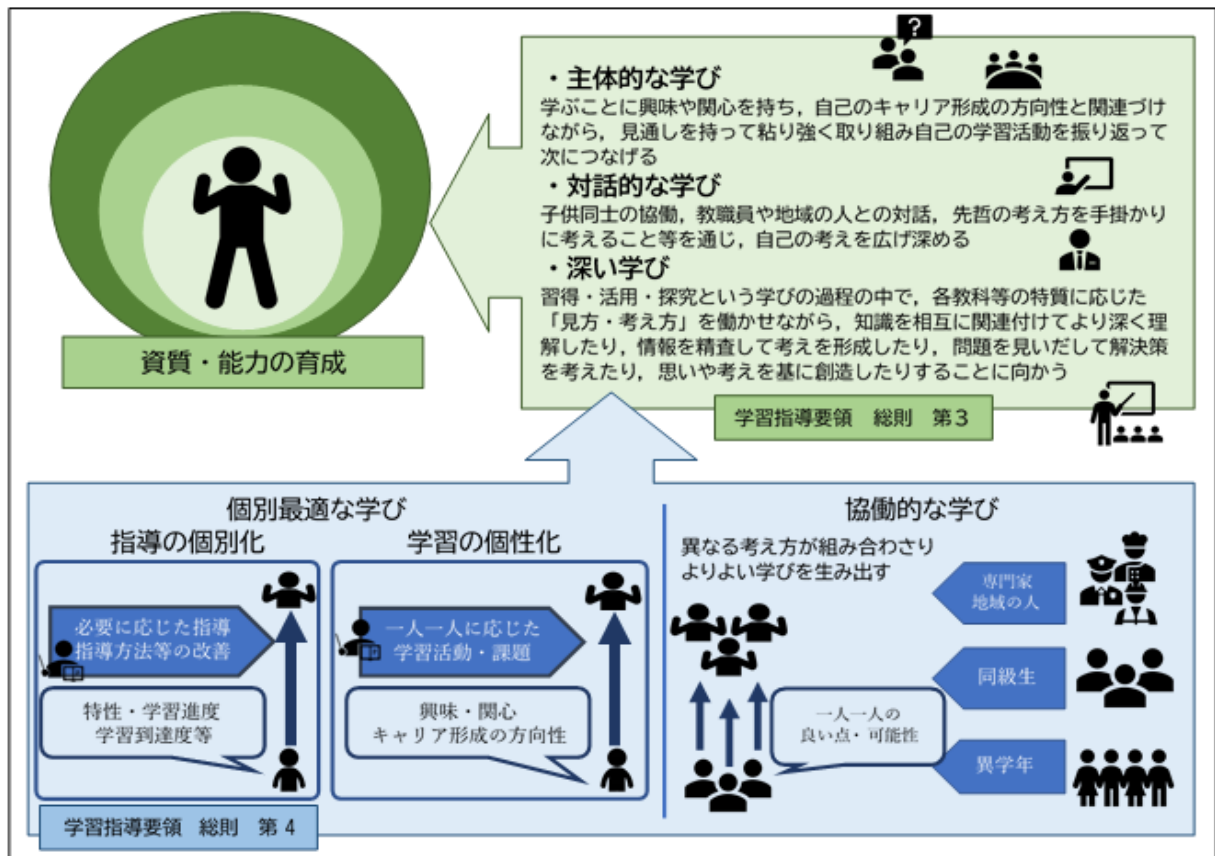 ?
・主体的な学び
学ぶことに興味や関心を持ち，自己のキャリア形成の方向性と関連づけ
ながら，見通しを持って粘り強く取り組み自己の学習活動を振り返って
次につなげる
・対話的な学び
子供同士の協働，教職員や地域の人との対話，先哲の考え方を手掛かり
に考えること等を通じ，自己の考えを広げ深める
・深い学び
習得・活用・探究という学びの過程の中で，各教科等の特質に応じた
「見方・考え方」を働かせながら，知識を相互に関連付けてより深く理
解したり，情報を精査して考えを形成したり，問題を見いだして解決策
を考えたり，思いや考えを基に創造したりすることに向かう
学習指導要領　総則　第３
資質・能力の育成
個別最適な学び
指導の個別化
必要に応じた指導
指導方法等の改善
特性・学習進度
学習到達度等
学習の個性化
一人一人に応じた
学習活動・課題
興味・関心
キャリア形成の方向性
学習指導要領　総則　第４
協働的な学び
異なる考え方が組み合わさり
よりよい学びを生み出す
専門家
地域の人
同級生
一人一人の
良い点・可能性
異学年